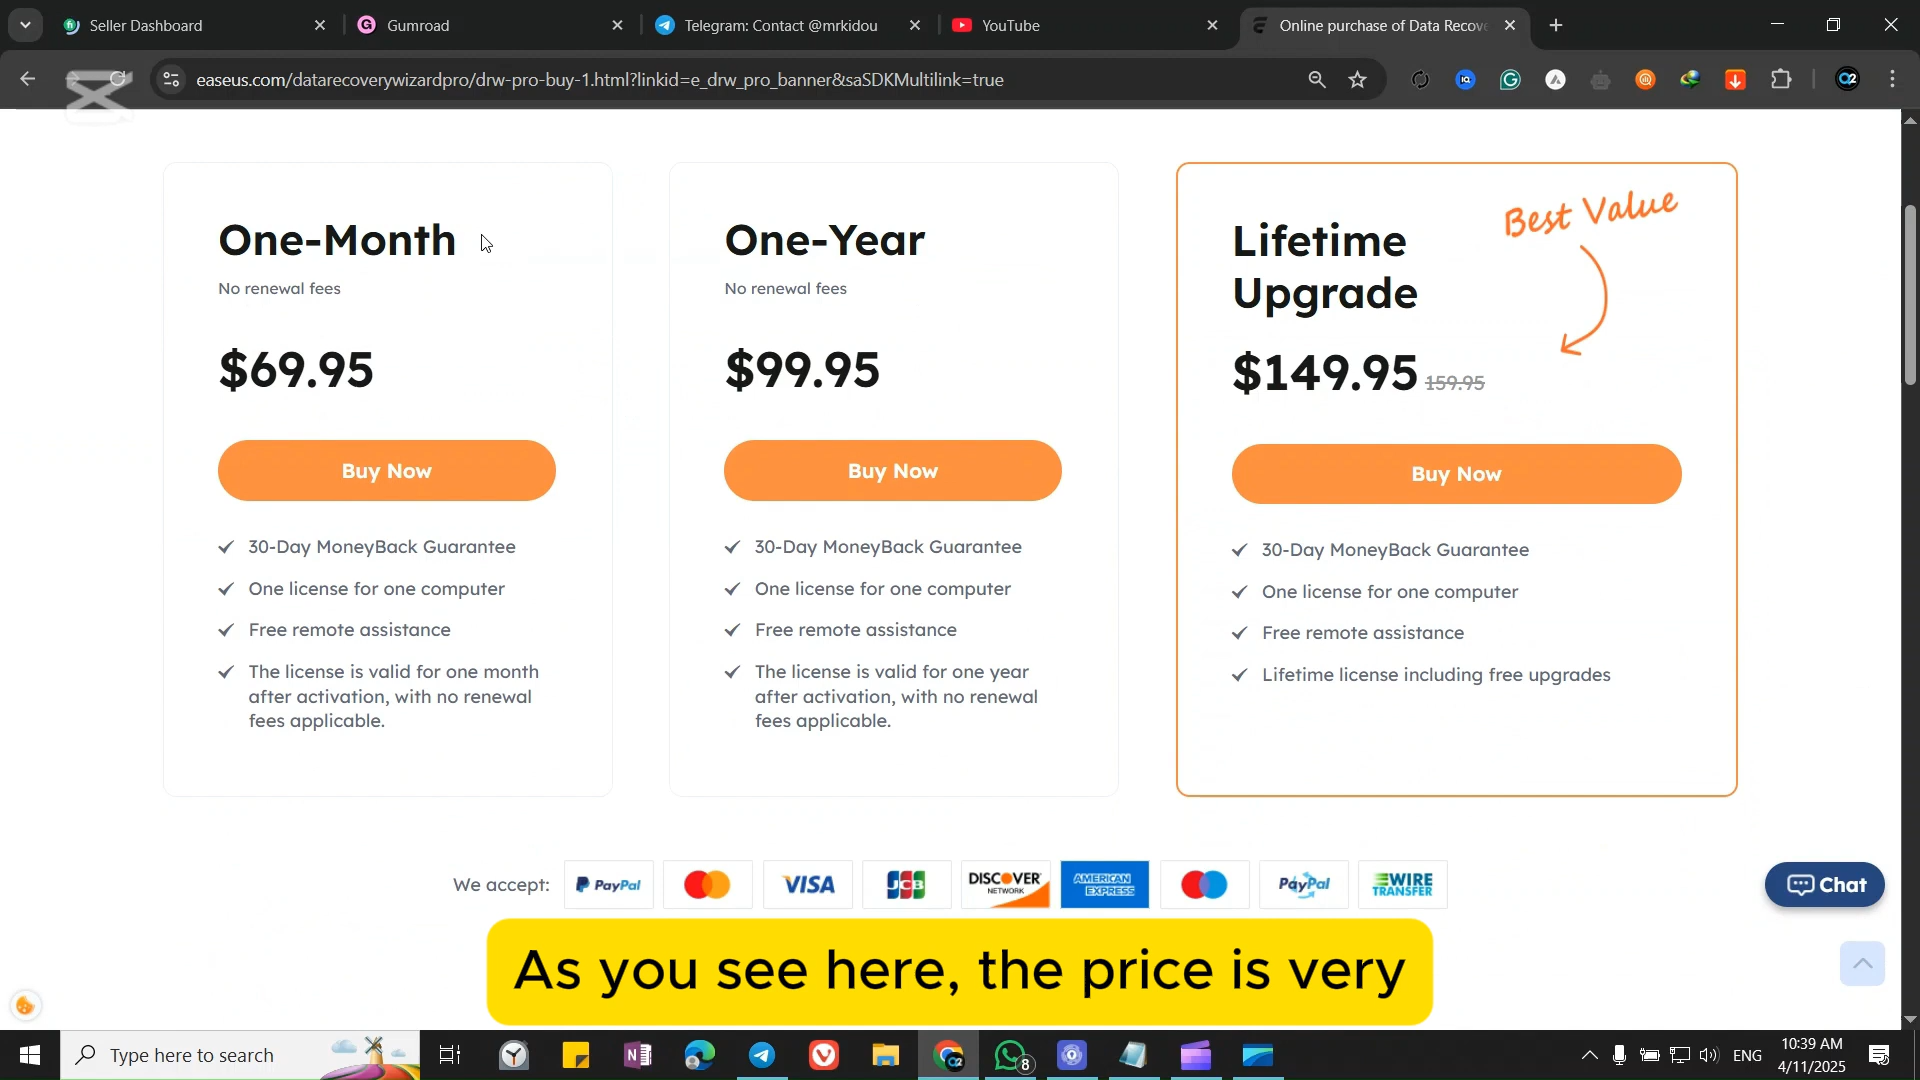 Seller Dashboard
Gumroad
Telegram: Contact @mrkidou
YouTube
Online purchase of Data Recov
easeus.com/datarecoverywizardpro/drw-pro-buy-1.html?linkid=e_drw_pro_banner&saSDKMultilink=true
One-Month
No renewal fees
$69.95
Buy Now
30-Day MoneyBack Guarantee
One license for one computer
Free remote assistance
The license is valid for one month
after activation, with no renewal
fees applicable.
One-Year
No renewal fees
$99.95
Buy Now
30-Day MoneyBack Guarantee
One license for one computer
Free remote assistance
The license is valid for one year
after activation, with no renewal
fees applicable.
Best Value
Lifetime
Upgrade
$149.95 159.95
Buy Now
30-Day MoneyBack Guarantee
One license for one computer
Free remote assistance
Lifetime license including free upgrades
We accept:
PayPal
VISA
JCB
DISCOVER
NETWORK
AMERICAN
EXPRESS
PayPal
WIRE
TRANSFER
Chat
As you see here, the price is very
Type here to search
8
ENG
10:39 AM
4/11/2025